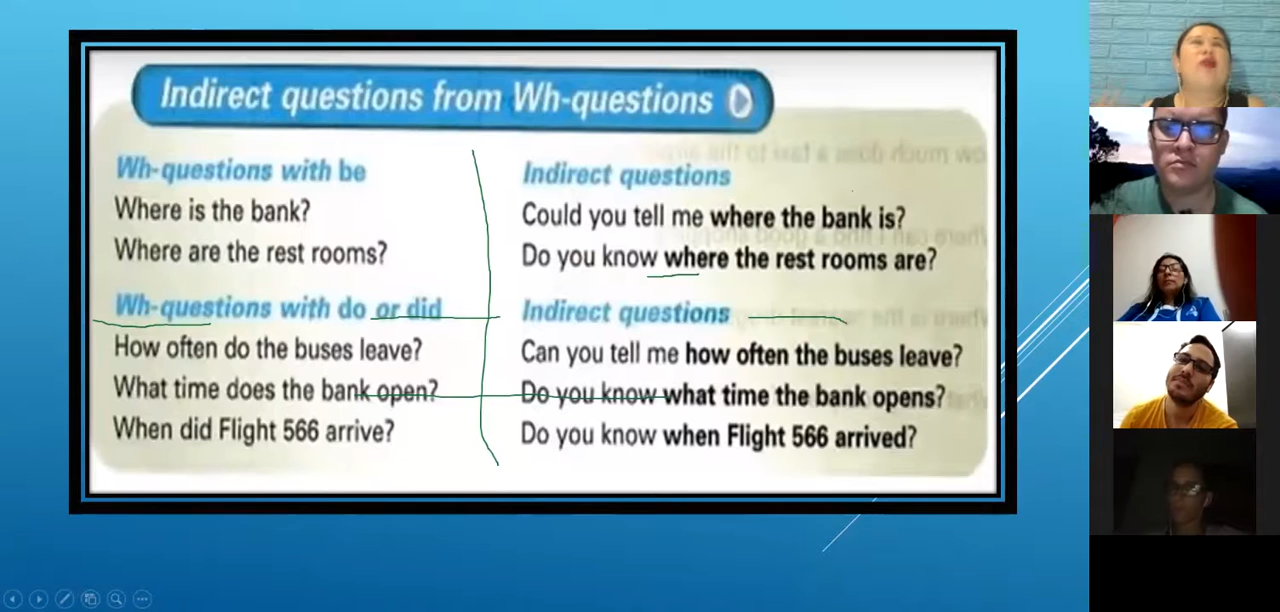 Indirect questions from Wh-questions
Wh-questions with be
Where is the bank?
Where are the rest rooms?
Indirect questions
Could you tell me where the bank is?
Do you know where the rest rooms are?
Wh-questions with do or did
How often do the buses leave?
What time does the bank open?
When did Flight 566 arrive?
Indirect questions
Can you tell me how often the buses leave?
Do you know what time the bank opens?
Do you know when Flight 566 arrived?